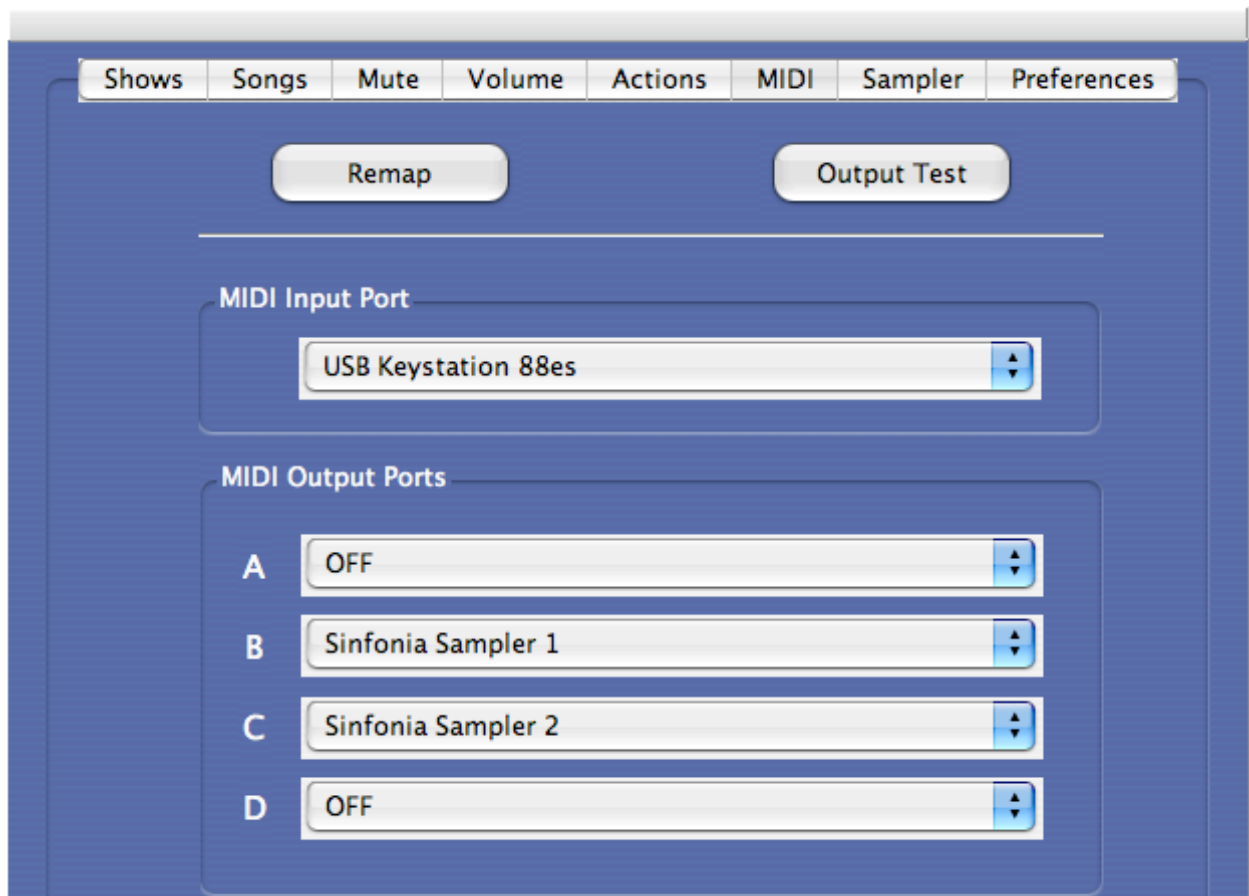 Shows Songs Mute Volume Actions MIDI Sampler Preferences
Remap Output Test
MIDI Input Port
USB Keystation 88es
MIDI Output Ports
A OFF
B Sinfonia Sampler 1
C Sinfonia Sampler 2
D OFF